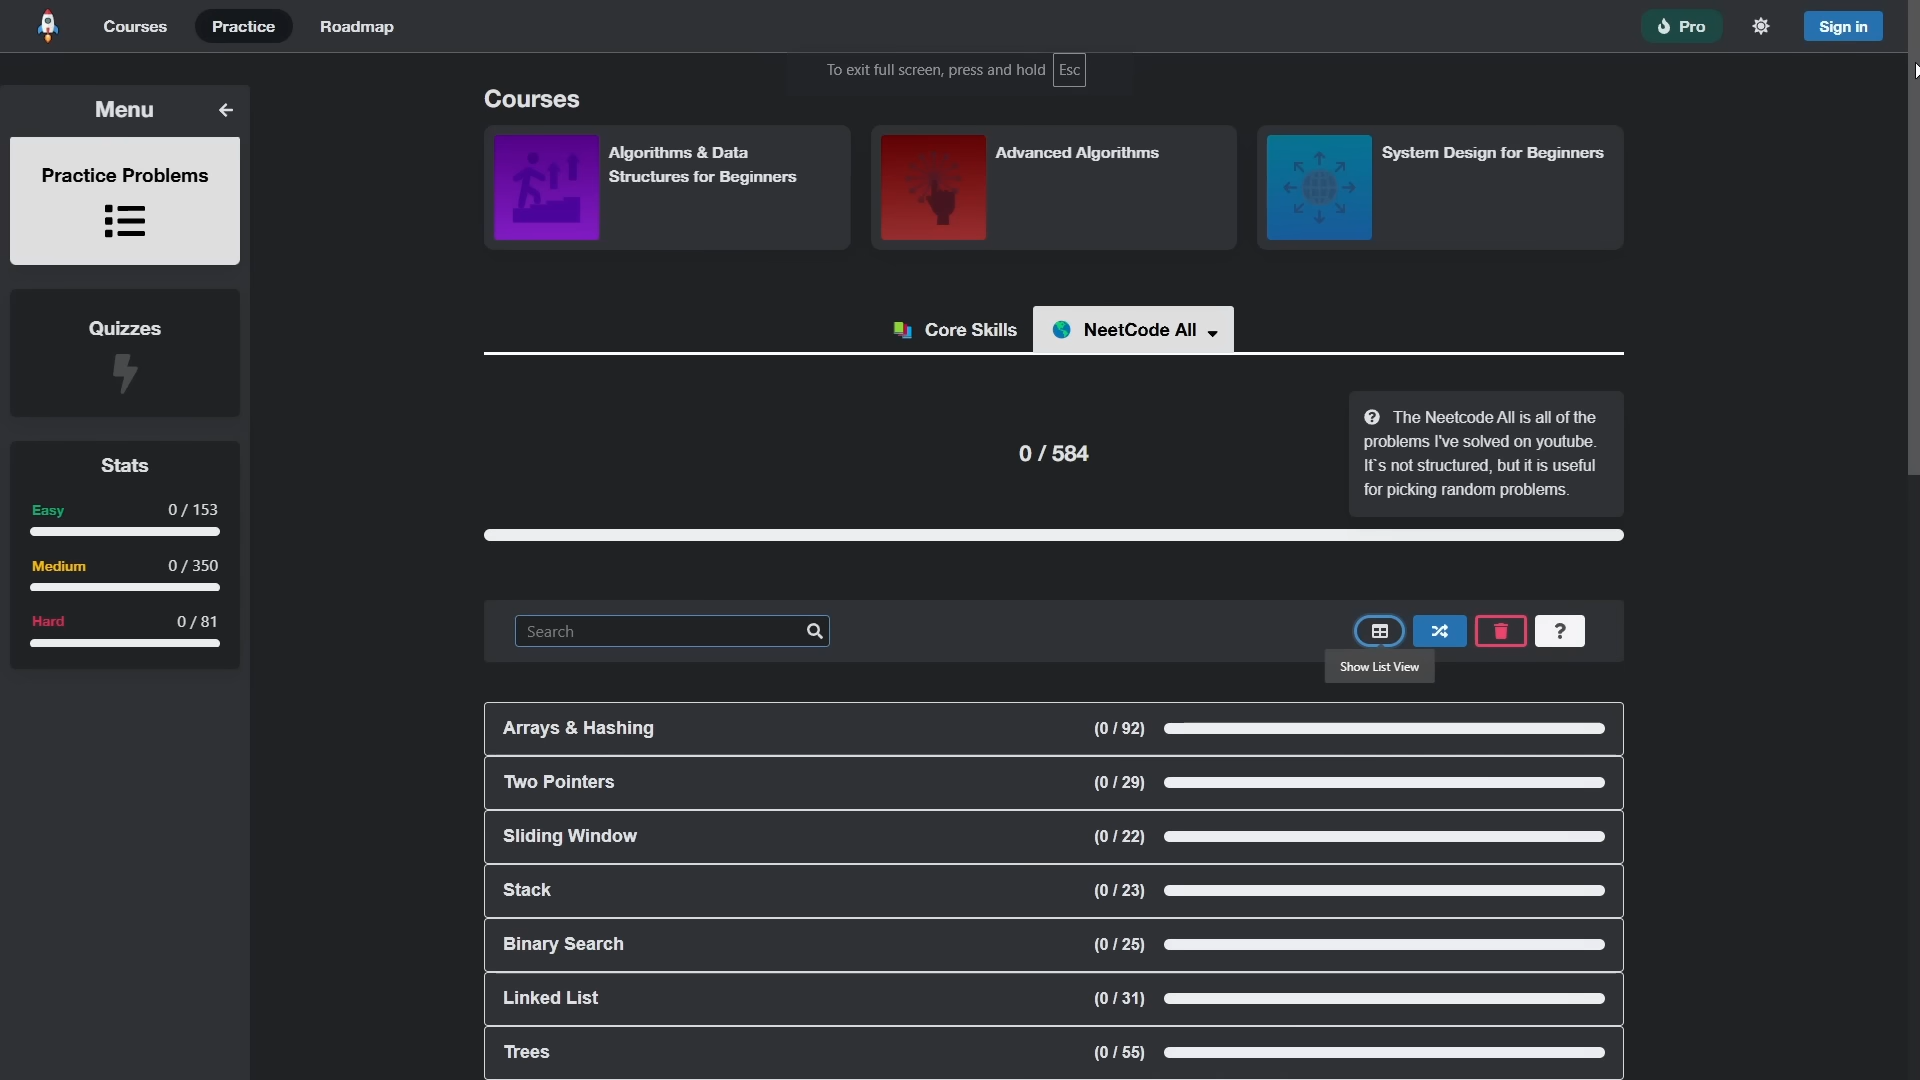 Courses
Practice
Roadmap
Pro
Sign in
To exit full screen, press and hold Esc
Menu
Practice Problems
Quizzes
Stats
Easy 0 / 153
Medium 0 / 350
Hard 0 / 81
Courses
Algorithms & Data
Structures for Beginners
Advanced Algorithms
System Design for Beginners
Core Skills
NeetCode All
0 / 584
? The Neetcode All is all of the
problems I've solved on youtube.
It`s not structured, but it is useful
for picking random problems.
Search
?
Show List View
Arrays & Hashing (0 / 92)
Two Pointers (0 / 29)
Sliding Window (0 / 22)
Stack (0 / 23)
Binary Search (0 / 25)
Linked List (0 / 31)
Trees (0 / 55)